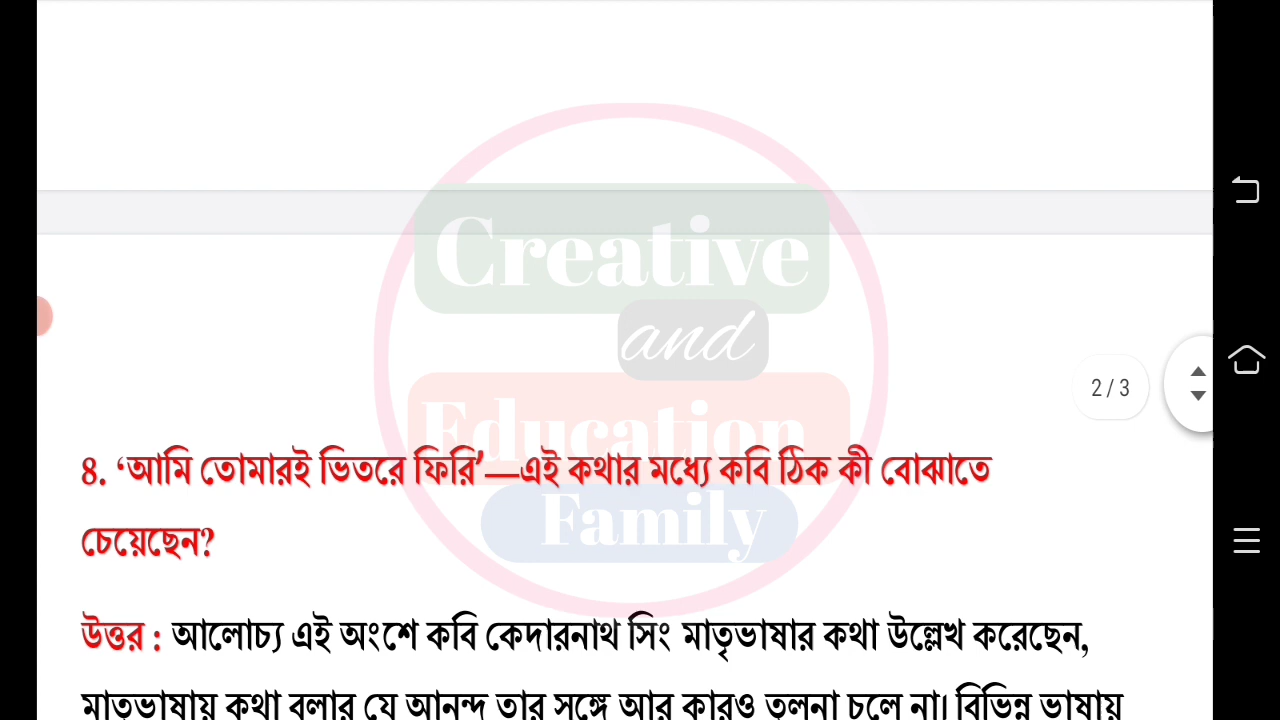 Creative
and
Education
Family
2 / 3
8. ‘আমি তোমারই ভিতরে ফিরি’—এই কথার মধ্যে কবি ঠিক কী বোঝাতে
চেয়েছেন?
উত্তর : আলোচ্য এই অংশে কবি কেদারনাথ সিং মাতৃভাষার কথা উল্লেখ করেছেন,
মাতৃভাষায় কথা বলার যে আনন্দ তার সঙ্গে আর কারও তুলনা চলে না। বিভিন্ন ভাষায়